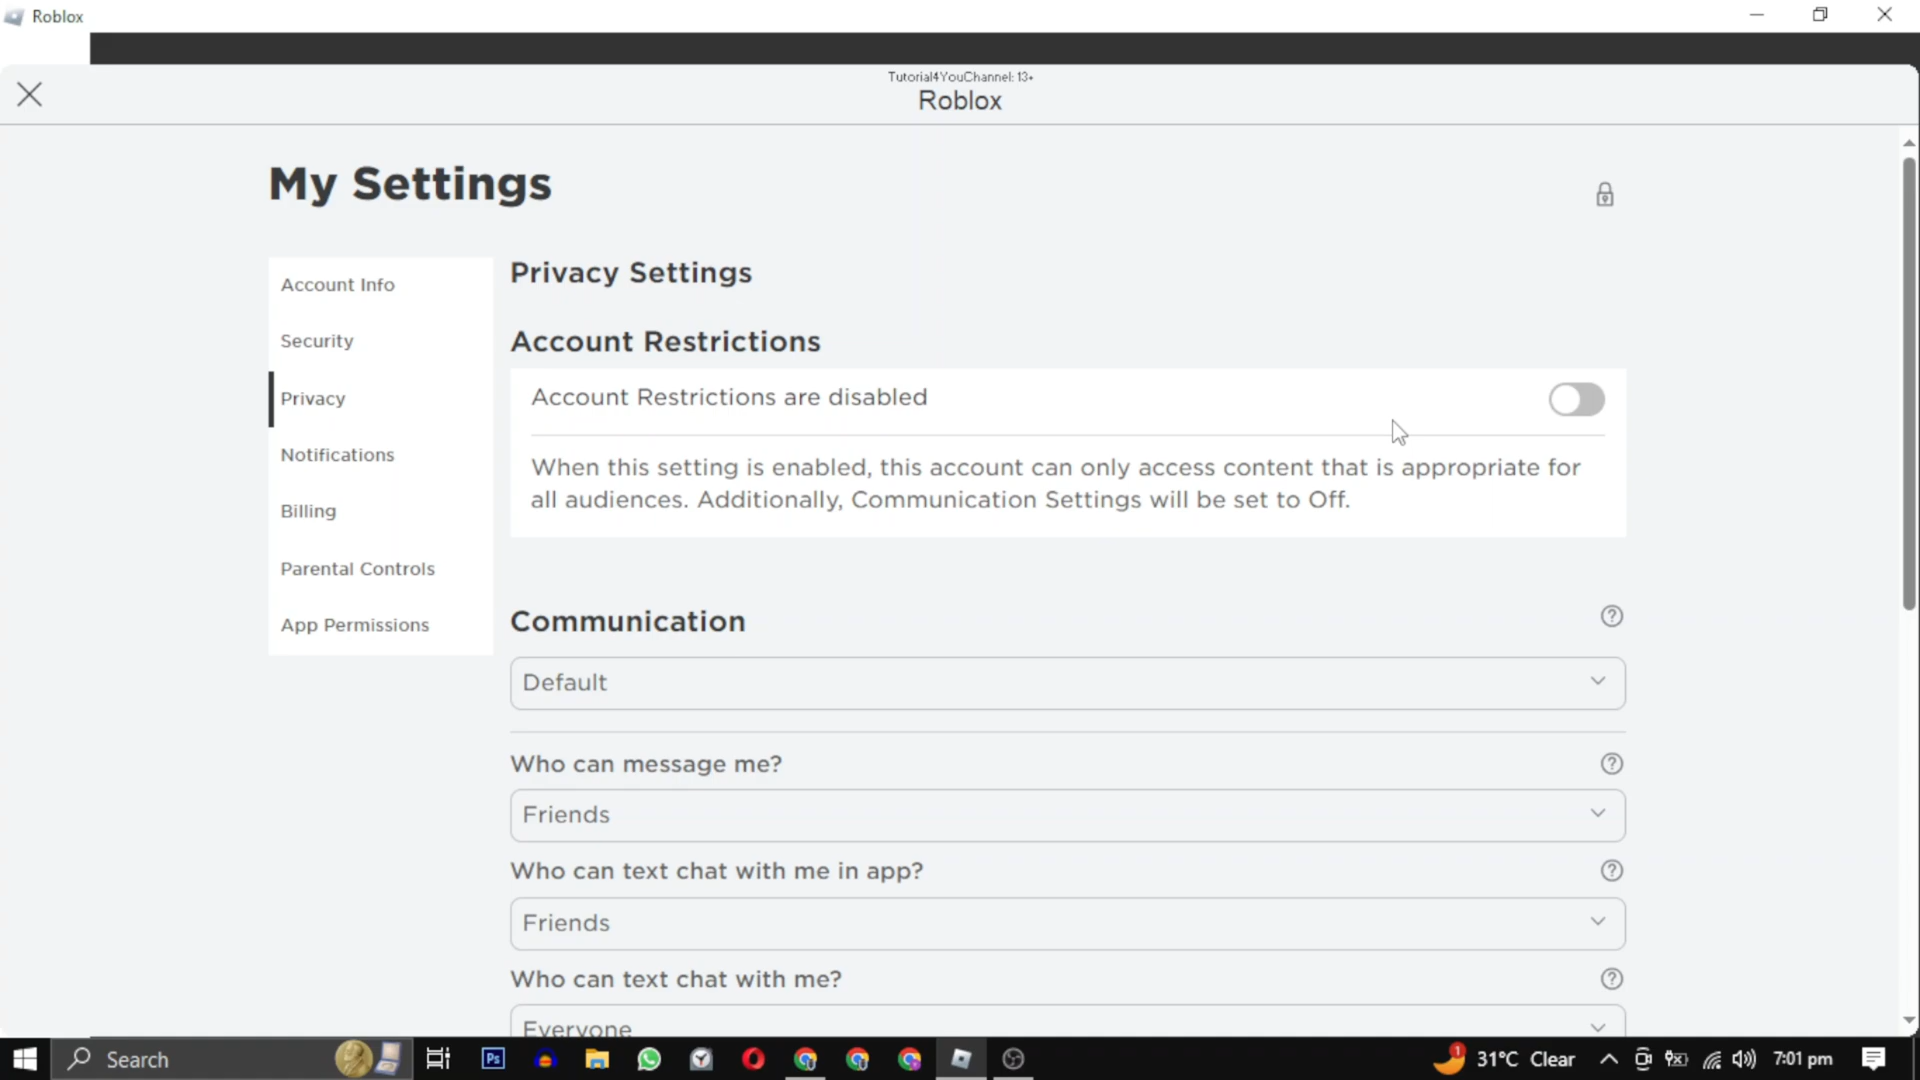 Roblox
Tutorial4YouChannel: 13+
Roblox
My Settings
Account Info
Security
Privacy
Notifications
Billing
Parental Controls
App Permissions
Privacy Settings
Account Restrictions
Account Restrictions are disabled
When this setting is enabled, this account can only access content that is appropriate for
all audiences. Additionally, Communication Settings will be set to Off.
Communication
Default
Who can message me?
Friends
Who can text chat with me in app?
Friends
Who can text chat with me?
Everyone
Search
Ps
1
31°C Clear
7:01 pm